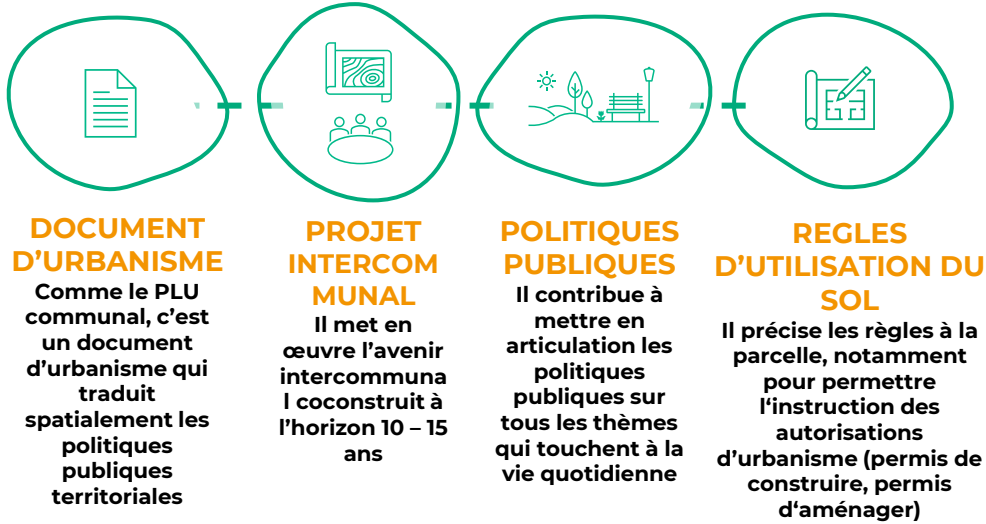 DOCUMENT
D’URBANISME
Comme le PLU
communal, c’est
un document
d’urbanisme qui
traduit
spatialement les
politiques
publiques
territoriales
PROJET
INTERCOM
MUNAL
Il met en
œuvre l’avenir
intercommuna
l coconstruit à
l’horizon 10 – 15
ans
POLITIQUES
PUBLIQUES
Il contribue à
mettre en
articulation les
politiques
publiques sur
tous les thèmes
qui touchent à la
vie quotidienne
REGLES
D’UTILISATION DU
SOL
Il précise les règles à la
parcelle, notamment
pour permettre
l‘instruction des
autorisations
d’urbanisme (permis de
construire, permis
d‘aménager)